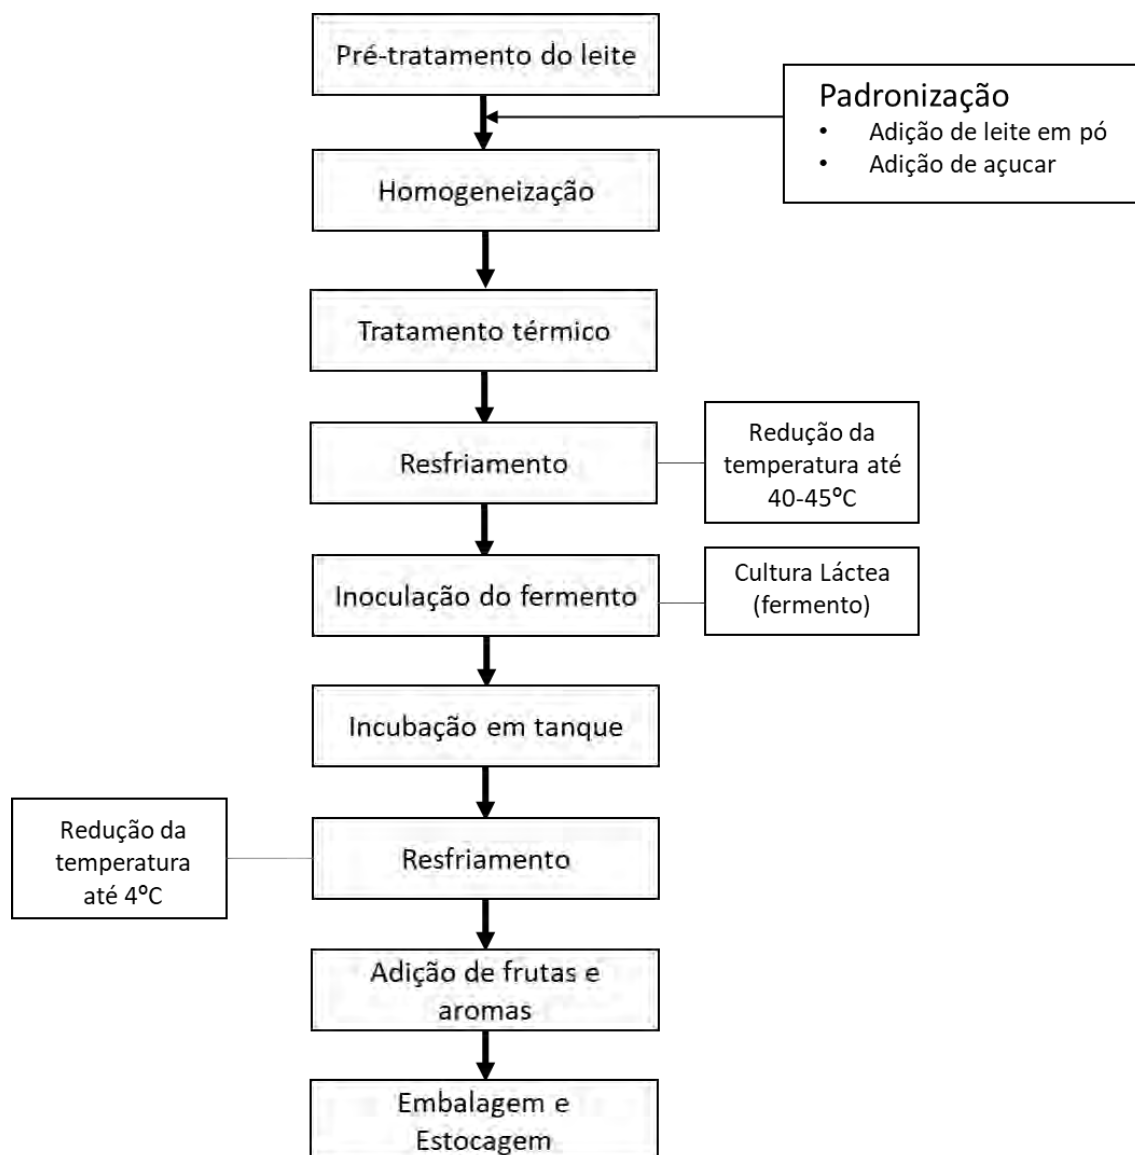 Pré-tratamento do leite
Padronização
• Adição de leite em pó
• Adição de açucar
Homogeneização
Tratamento térmico
Resfriamento
Redução da
temperatura até
40-45ºC
Inoculação do fermento
Cultura Láctea
(fermento)
Incubação em tanque
Redução da
temperatura
até 4ºC
Resfriamento
Adição de frutas e
aromas
Embalagem e
Estocagem